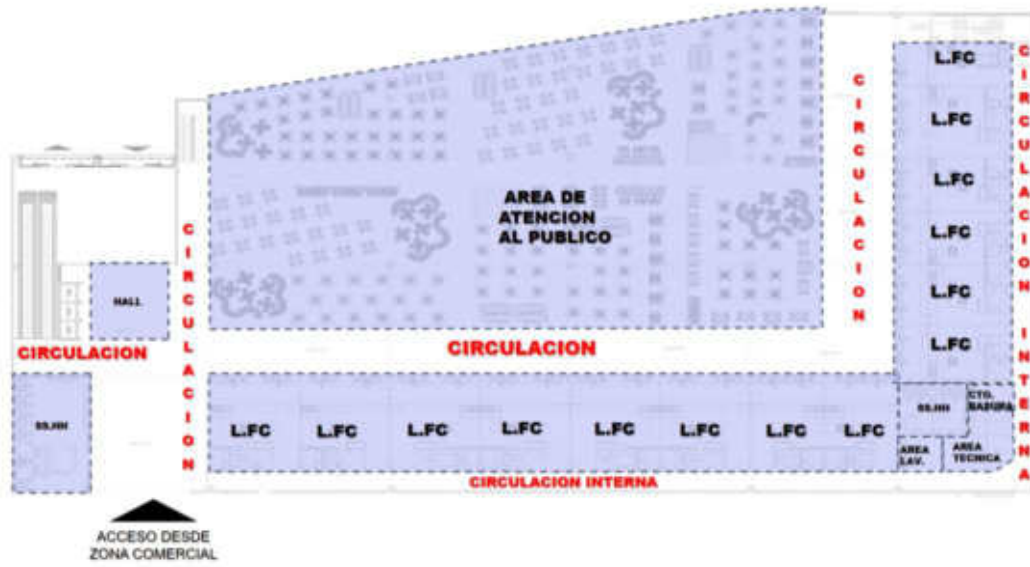 L.FC
L.FC
L.FC
L.FC
L.FC
L.FC
CIRCULACION
CIRCULACION INTERNA
AREA DE
ATENCION
AL PUBLICO
CIRCULACION
HALL
CIRCULACION
CIRCULACION
SS.HH
L.FC
L.FC
L.FC
L.FC
L.FC
L.FC
L.FC
L.FC
SS.HH
CTO.
BASURA
AREA
LAV.
AREA
TECNICA
CIRCULACION INTERNA
ACCESO DESDE
ZONA COMERCIAL